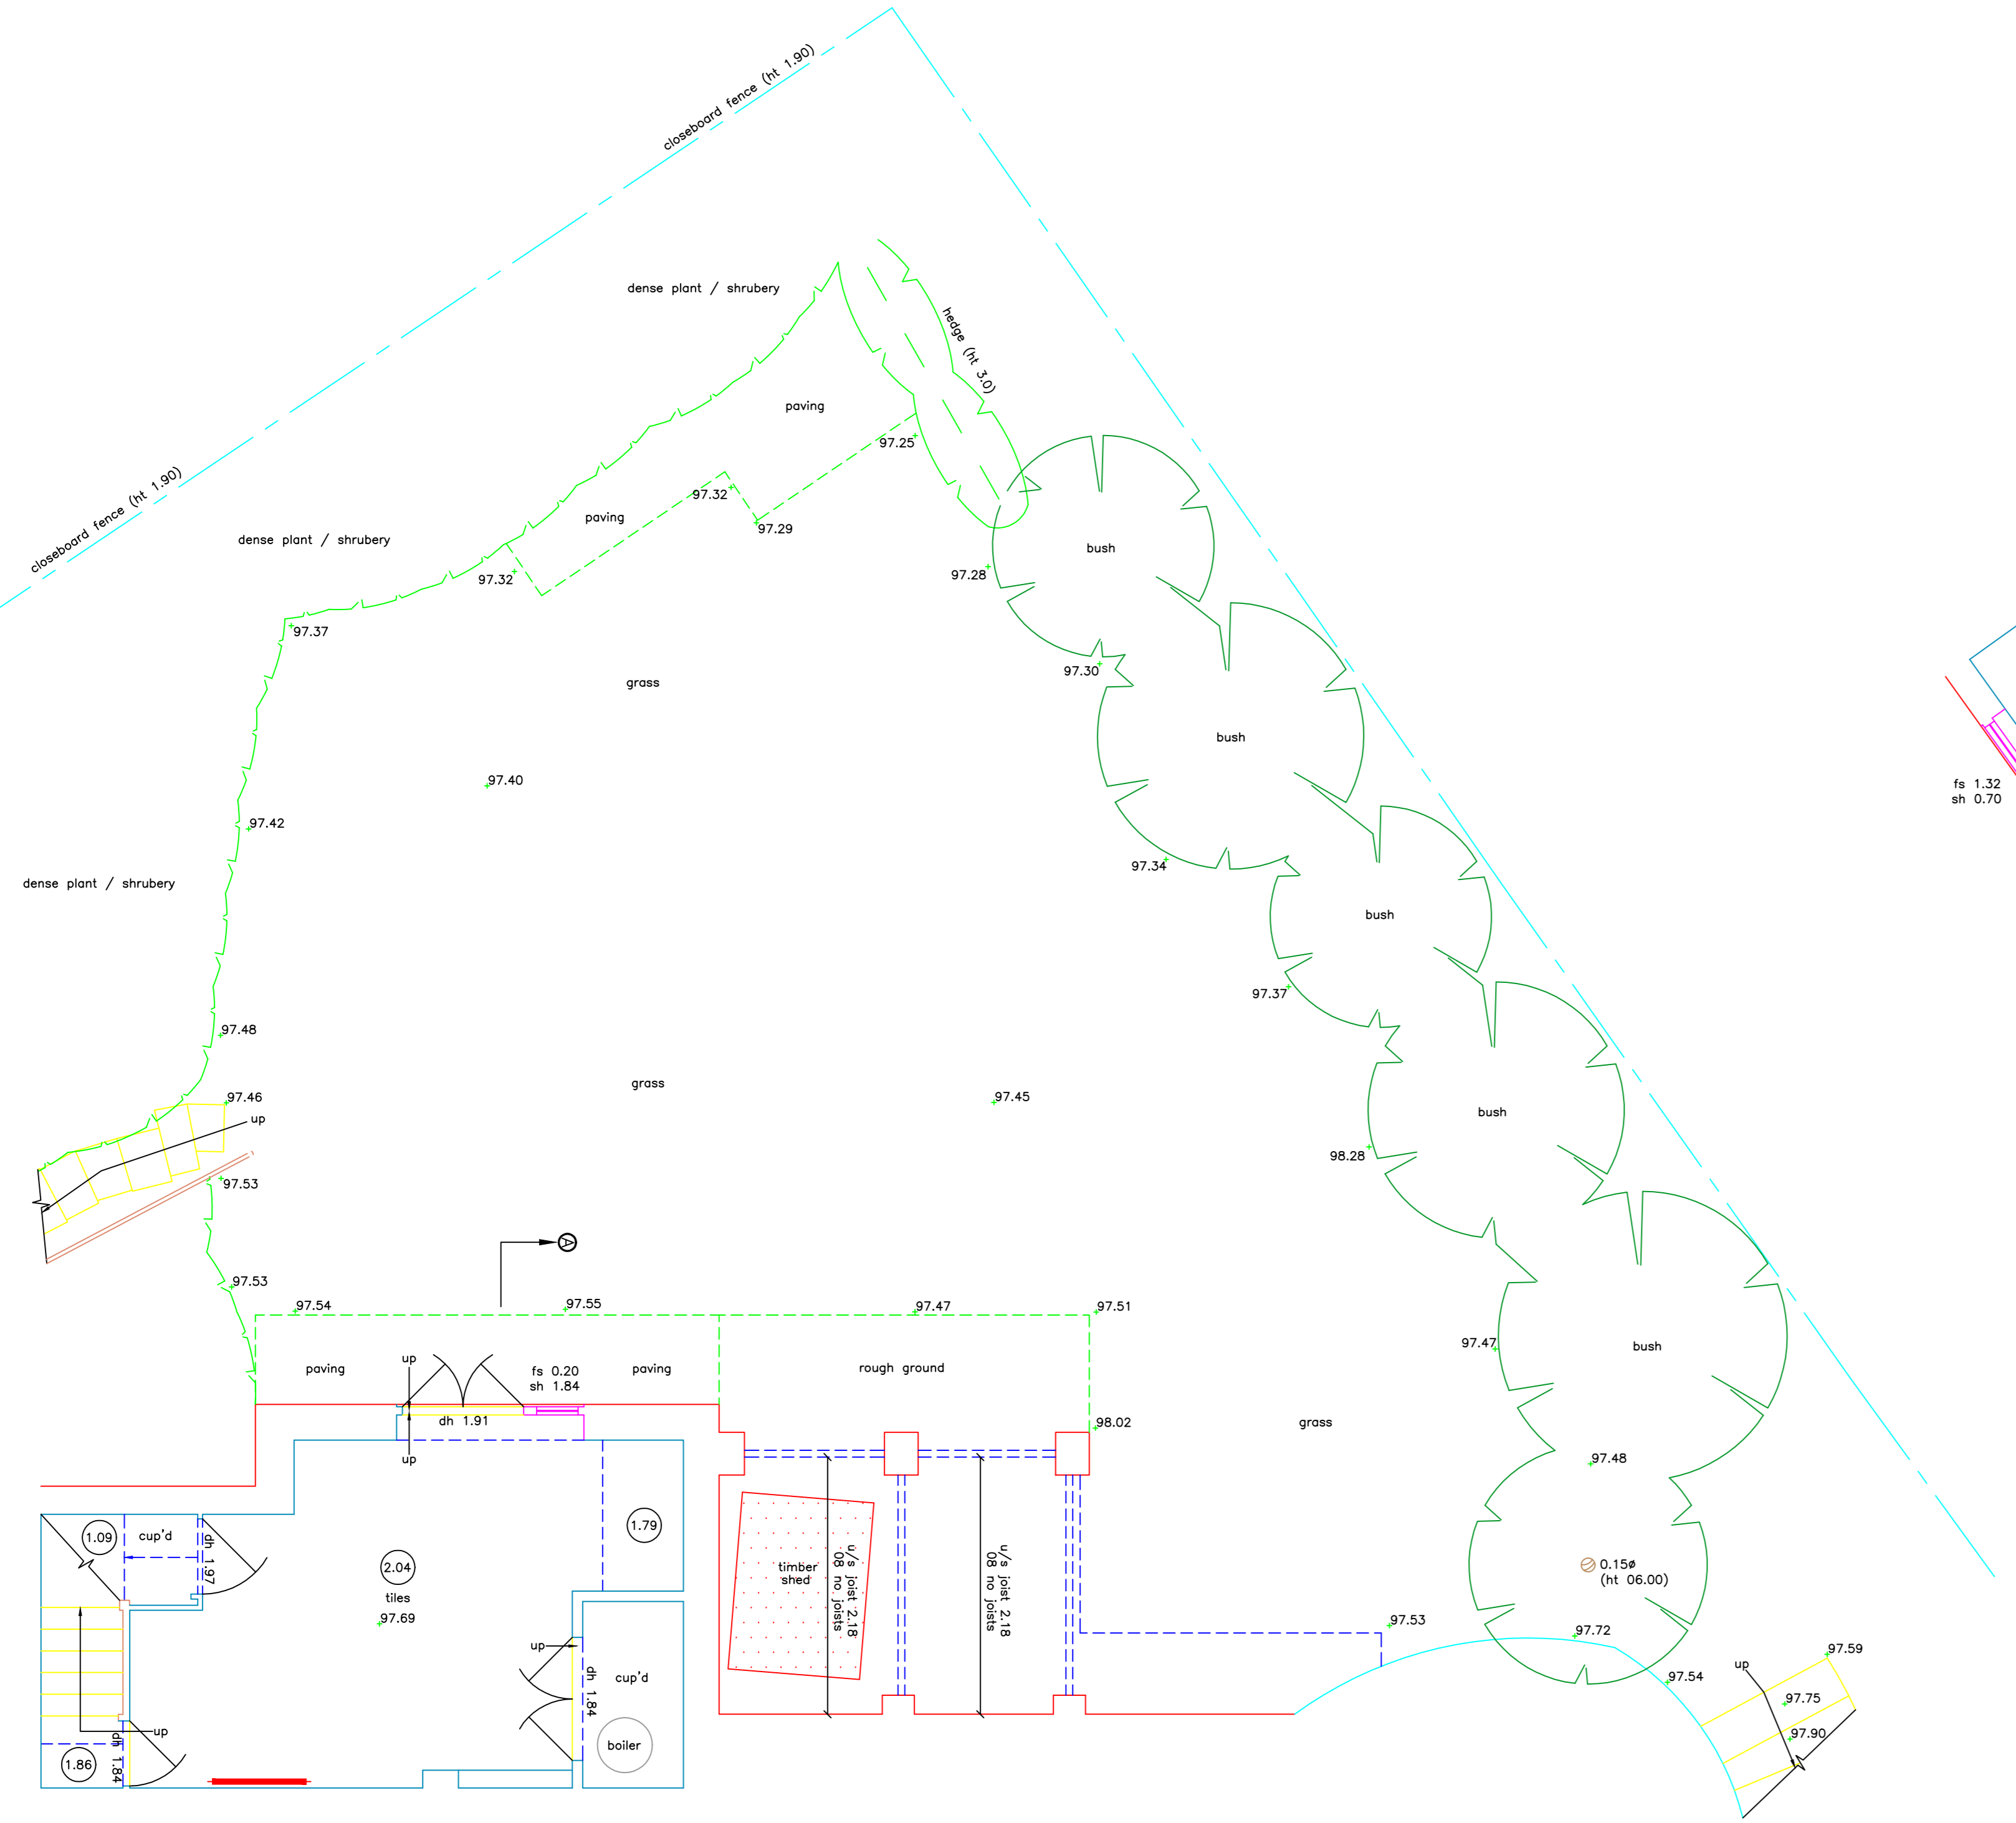 closeboard fence (ht 1.90)
dense plant / shrubery
hedge (ht 3.0)
paving
97.25
closeboard fence (ht 1.90)
97.32
paving
97.29
dense plant / shrubery
bush
97.32
97.28
97.37
97.30
grass
bush
97.40
fs 1.32
sh 0.70
97.42
97.34
dense plant / shrubery
bush
97.37
97.48
grass
97.46
97.45
bush
up
98.28
97.53
A
97.53
97.54
97.55
97.47
97.51
97.47
bush
up
paving
fs 0.20
sh 1.84
paving
rough ground
dh 1.91
98.02
grass
up
97.48
1.09
cup'd
dh 1.97
1.79
2.04
tiles
97.69
timber
shed
u/s joist 2.18
08 no joists
u/s joist 2.18
08 no joists
0.15ø
(ht 06.00)
97.53
97.72
97.59
up
cup'd
dh 1.84
97.54
up
97.75
up
97.90
dh 1.84
1.86
boiler